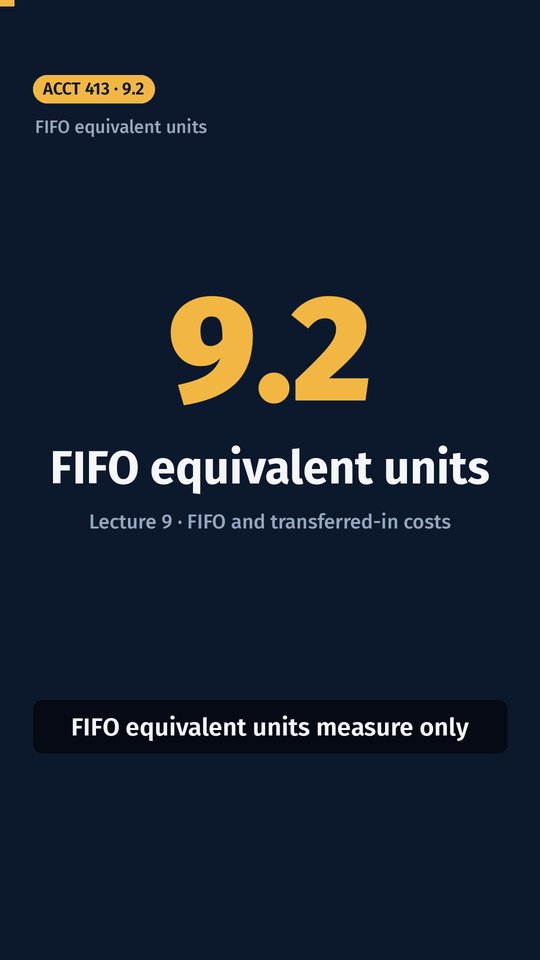 ACCT 413 · 9.2
FIFO equivalent units
9.2
FIFO equivalent units
Lecture 9 · FIFO and transferred-in costs
FIFO equivalent units measure only